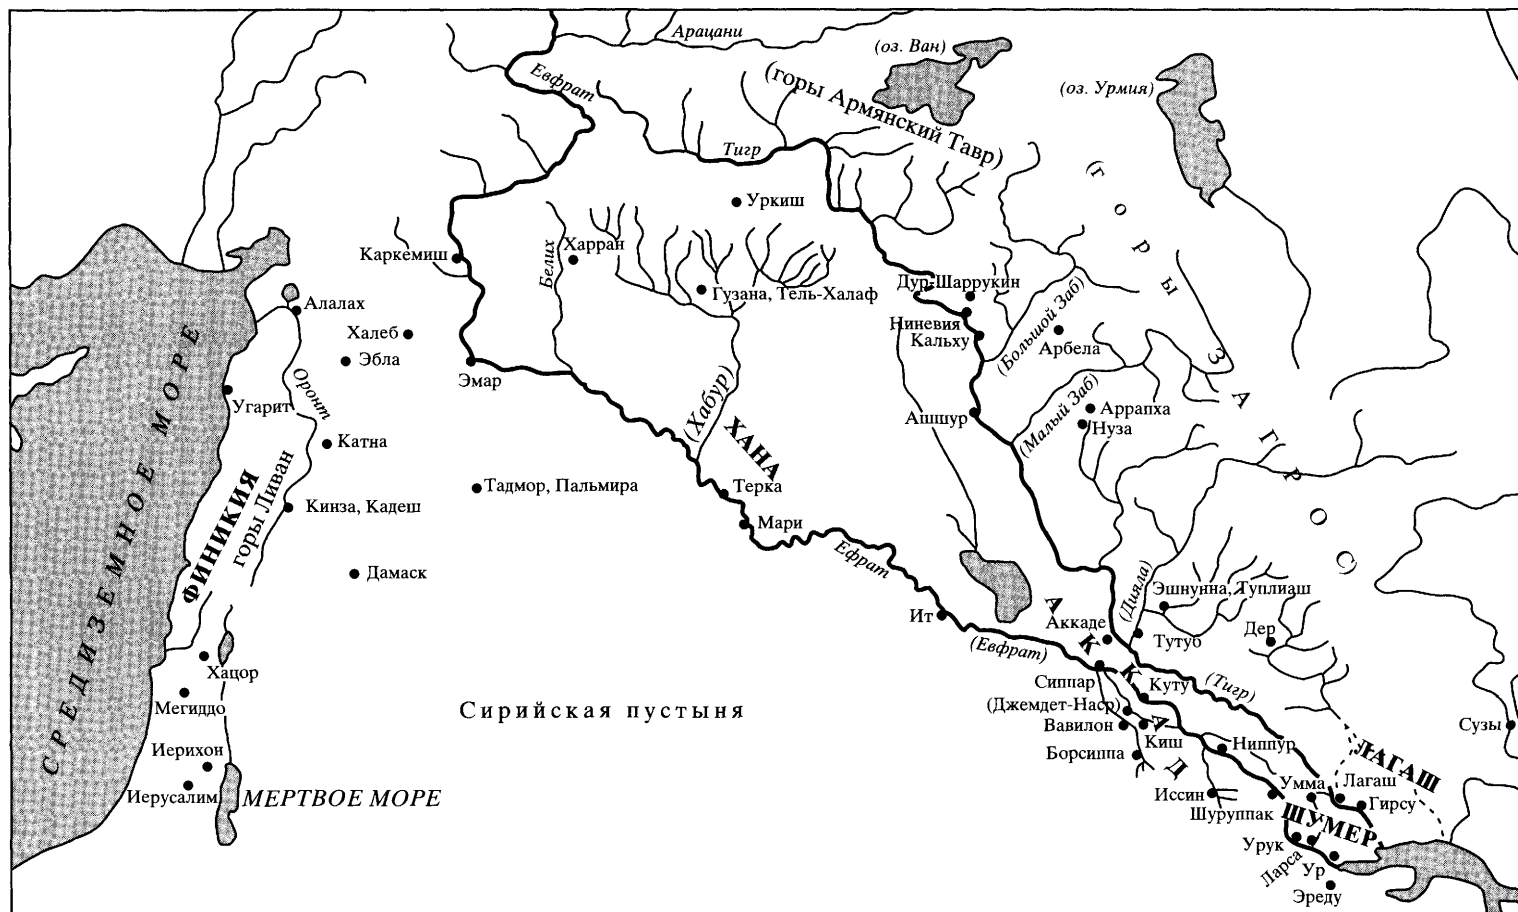 Арацани
(оз. Ван)
Евфрат
(горы Армянский Тавр)
(оз. Урмия)
Тигр
(горы ЗАГРОС)
Уркиш
Каркемиш
Белих
Харран
Гузана, Тель-Халаф
Дур-Шаррукин
(Большой Заб)
Алалах
Ниневия
Халеб
Кальху
Арбела
Эбла
Эмар
Оронт
(Хабур)
(Малый Заб)
Угарит
Ашшур
Аррапха
Нуза
Катна
ХАНА
СРЕДИЗЕМНОЕ МОРЕ
ФИНИКИЯ
горы Ливан
Тадмор, Пальмира
Терка
Кинза, Кадеш
Мари
Ефрат
Дамаск
(Дияла)
Эшнунна, Туплиаш
Ит
АККАД
Аккаде
Тутуб
Дер
(Евфрат)
Хацор
Сиппар
Куту
(Тигр)
Мегиддо
Сирийская пустыня
(Джемдет-Наср)
Вавилон
Киш
Ниппур
Сузы
Иерихон
Борсиппа
ЛАГАШ
Иерусалим
МЕРТВОЕ МОРЕ
Иссин
Умма
Лагаш
Гирсу
Шуруппак
ШУМЕР
Урук
Ларса
Ур
Эреду